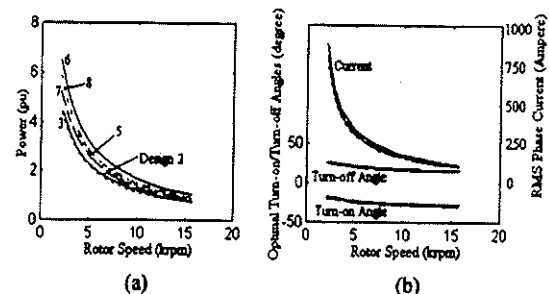 8
6
4
2
0
Power (pu)
6
7
8
3
5
Design 2
0 5 10 15 20
Rotor Speed (krpm)
(a)
Optimal Turn-on/Turn-off Angles (degree)
50
0
-50
Current
Turn-off Angle
Turn-on Angle
1000
750
500
250
0
RMS Phase Current (Ampere)
0 5 10 15 20
Rotor Speed (krpm)
(b)